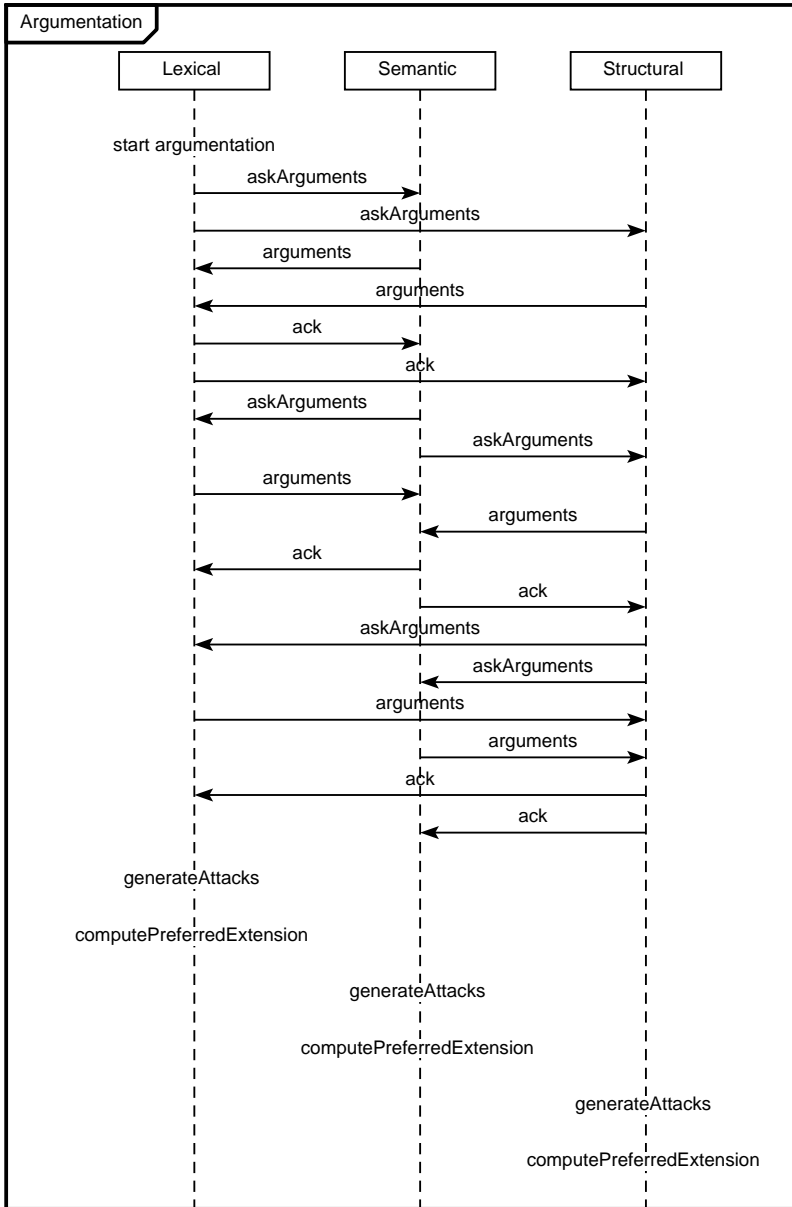 Argumentation
Lexical
Semantic
Structural
start argumentation
askArguments
askArguments
arguments
arguments
ack
ack
askArguments
askArguments
arguments
arguments
ack
ack
askArguments
askArguments
arguments
arguments
ack
ack
generateAttacks
computePreferredExtension
generateAttacks
computePreferredExtension
generateAttacks
computePreferredExtension